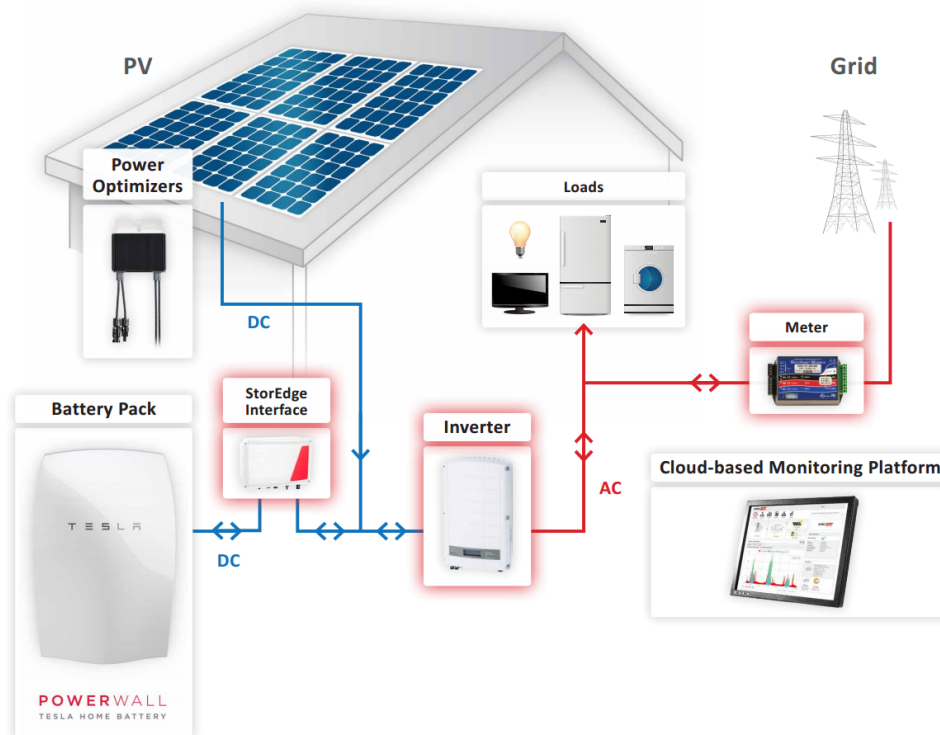 PV
Grid
Power
Optimizers
Loads
DC
Meter
StorEdge
Interface
Battery Pack
Inverter
Cloud-based Monitoring Platform
AC
TESLA
DC
POWERWALL
TESLA HOME BATTERY